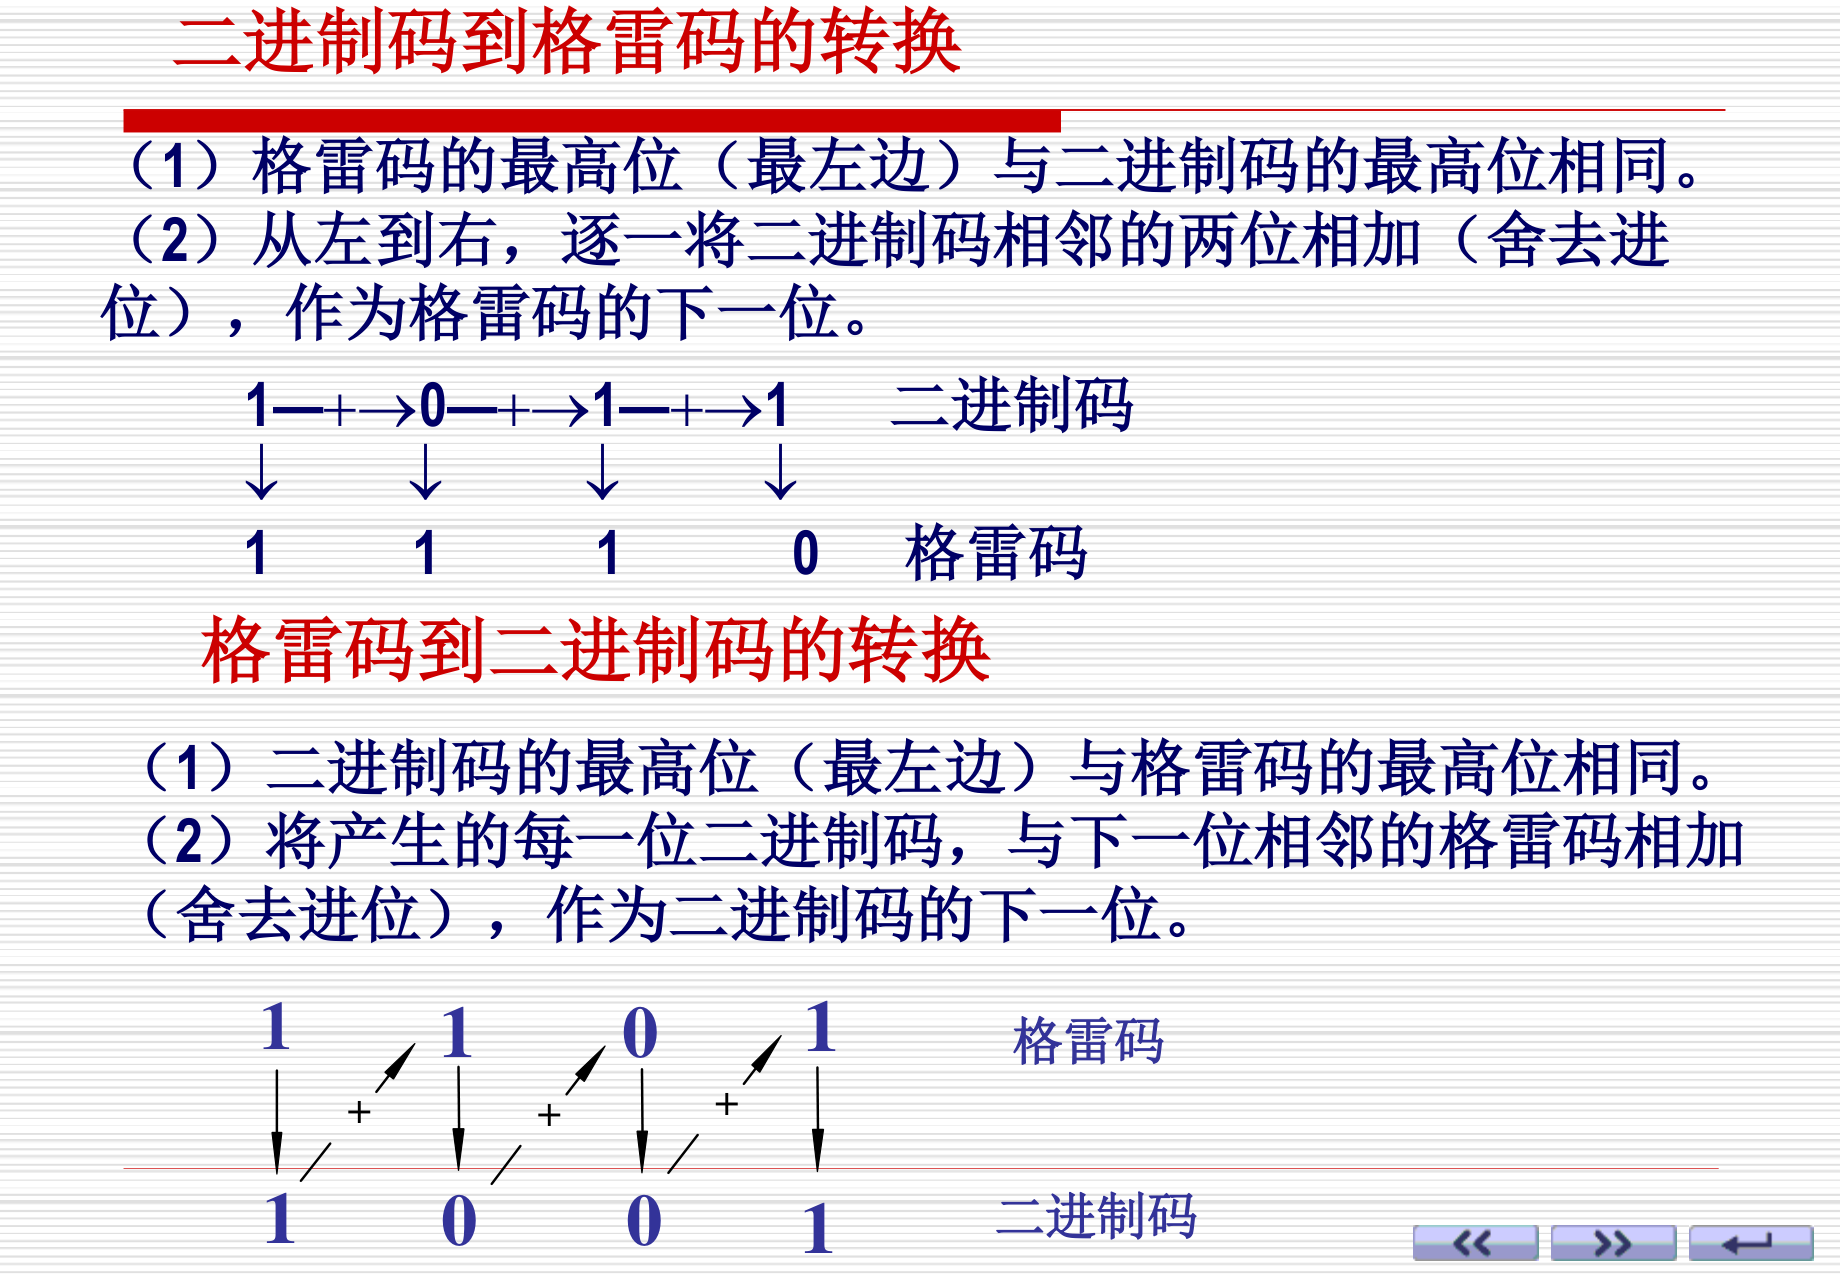 二进制码到格雷码的转换
（1）格雷码的最高位（最左边）与二进制码的最高位相同。
（2）从左到右，逐一将二进制码相邻的两位相加（舍去进
位），作为格雷码的下一位。
1—+→0—+→1—+→1 二进制码
↓ ↓ ↓ ↓
1 1 1 0 格雷码
格雷码到二进制码的转换
（1）二进制码的最高位（最左边）与格雷码的最高位相同。
（2）将产生的每一位二进制码，与下一位相邻的格雷码相加
（舍去进位），作为二进制码的下一位。
1 1 0 1 格雷码
+ + +
1 0 0 1 二进制码